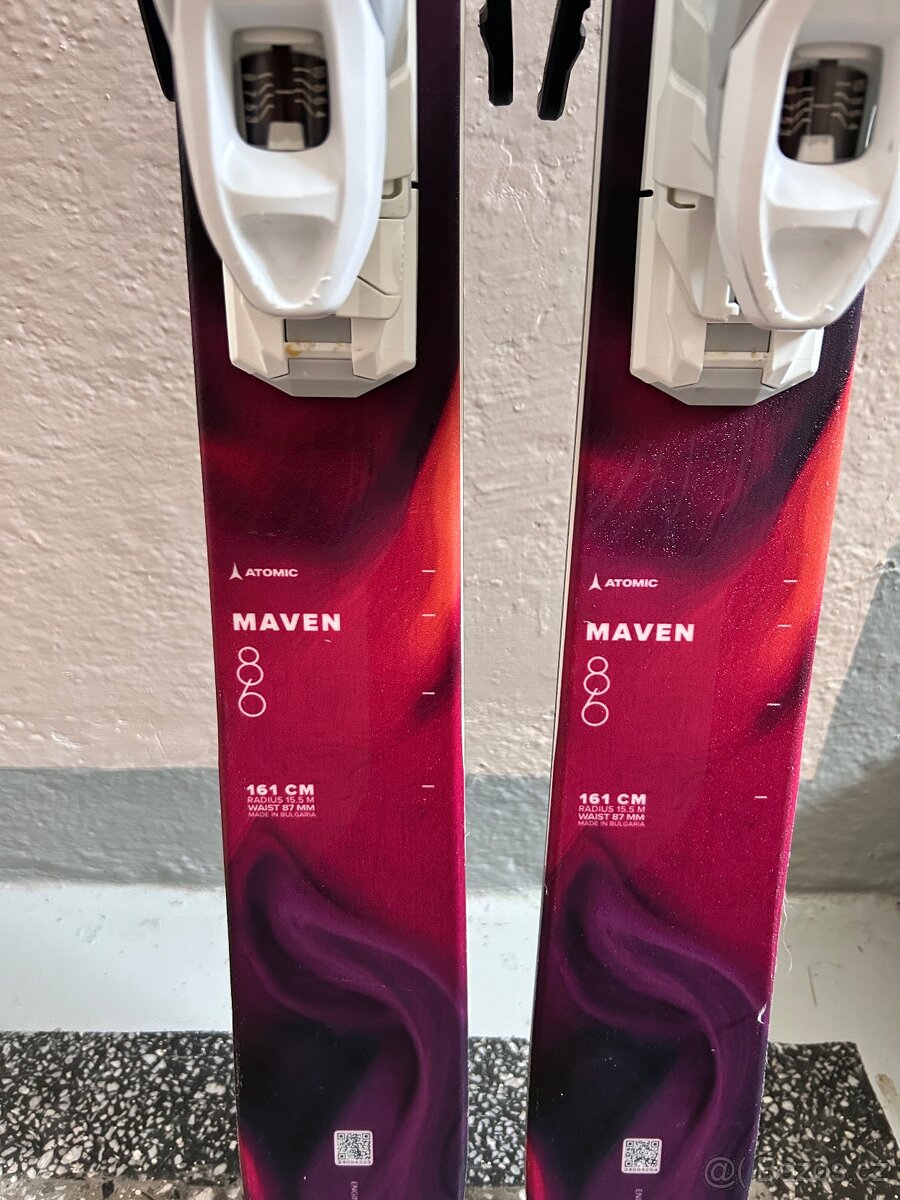 ATOMIC
MAVEN
86
161 CM
RADIUS 15.5 M
WAIST 87 MM
MADE IN BULGARIA
ATOMIC
MAVEN
86
161 CM
RADIUS 15.5 M
WAIST 87 MM
MADE IN BULGARIA